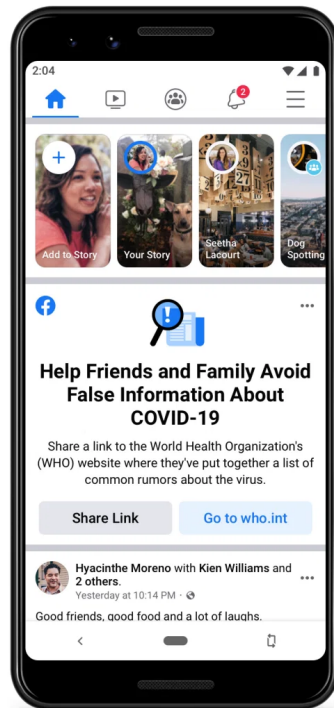 2:04
2
Add to Story
Your Story
Seetha
Lacourt
Dog
Spotting
Help Friends and Family Avoid
False Information About
COVID-19
Share a link to the World Health Organization's
(WHO) website where they've put together a list of
common rumors about the virus.
Share Link
Go to who.int
Hyacinthe Moreno with Kien Williams and
2 others.
Yesterday at 10:14 PM ·
Good friends, good food and a lot of laughs.